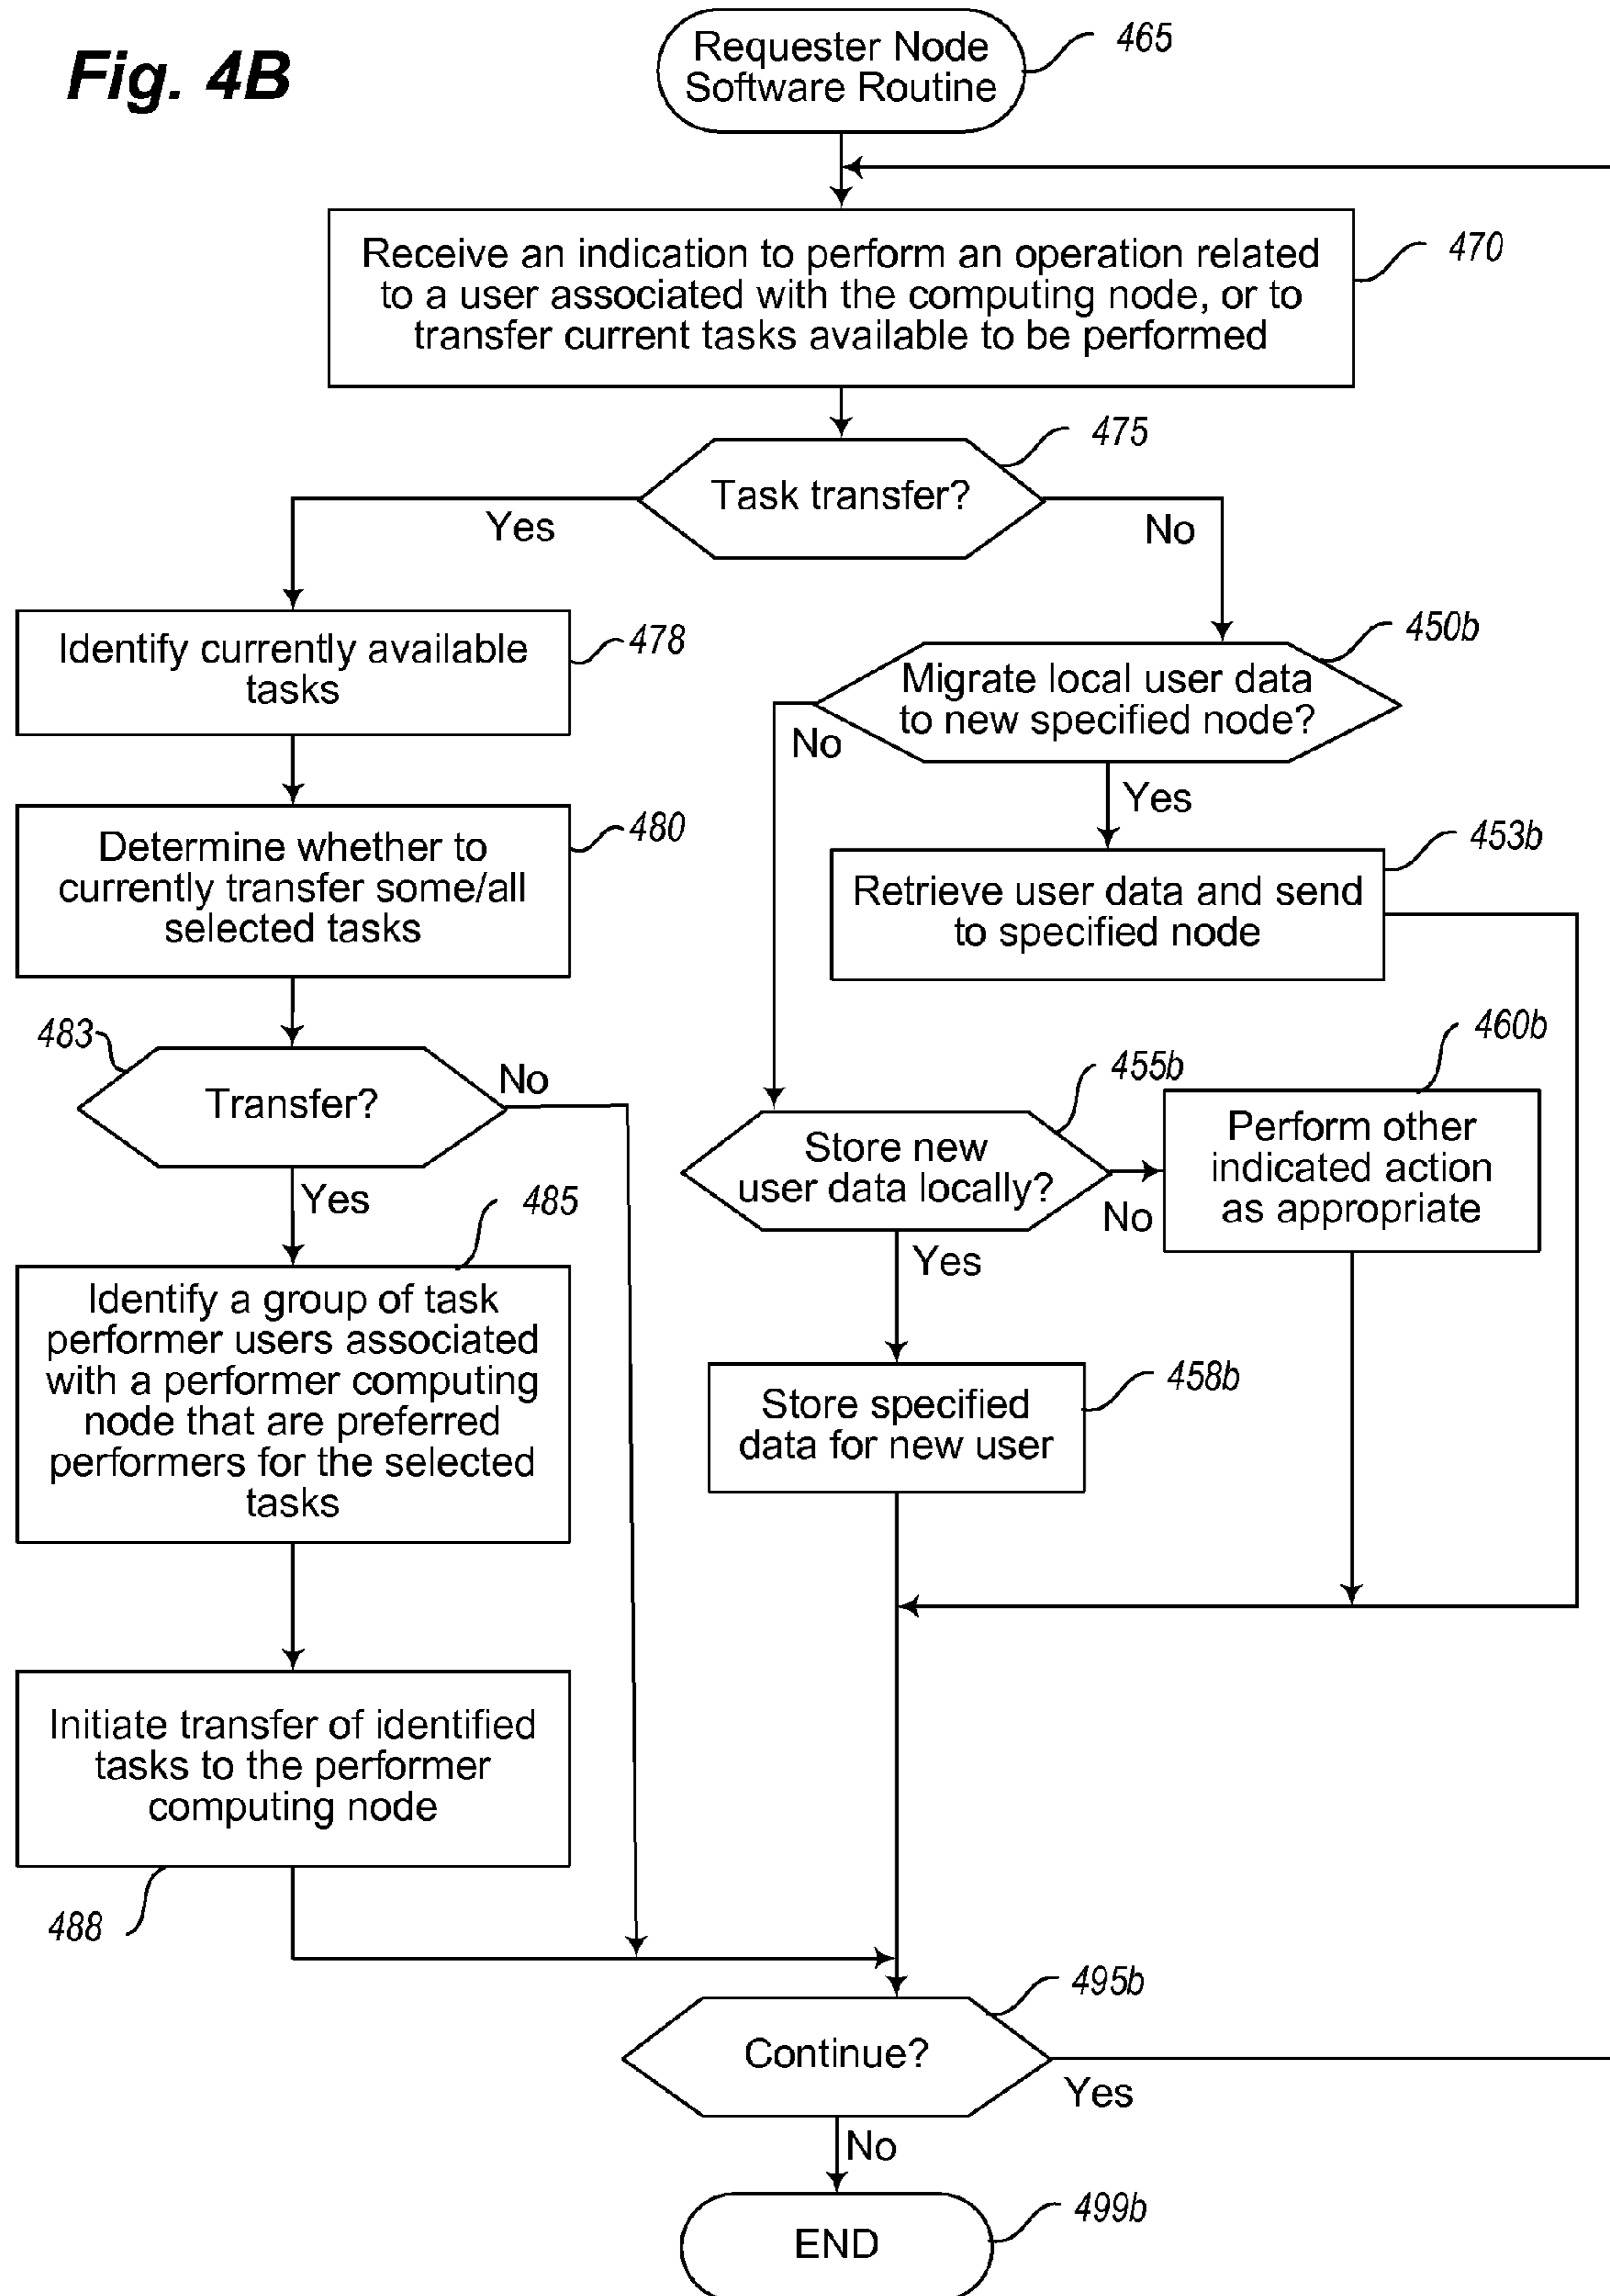 Fig. 4B
Requester Node
Software Routine
465
Receive an indication to perform an operation related
to a user associated with the computing node, or to
transfer current tasks available to be performed
470
475
Task transfer?
Yes
No
Identify currently available
tasks
478
450b
Migrate local user data
to new specified node?
No
Yes
Determine whether to
currently transfer some/all
selected tasks
480
453b
Retrieve user data and send
to specified node
483
Transfer?
No
Yes
460b
455b
Store new
user data locally?
No
Yes
Perform other
indicated action
as appropriate
485
Identify a group of task
performer users associated
with a performer computing
node that are preferred
performers for the selected
tasks
458b
Store specified
data for new user
Initiate transfer of identified
tasks to the performer
computing node
488
495b
Continue?
Yes
No
499b
END